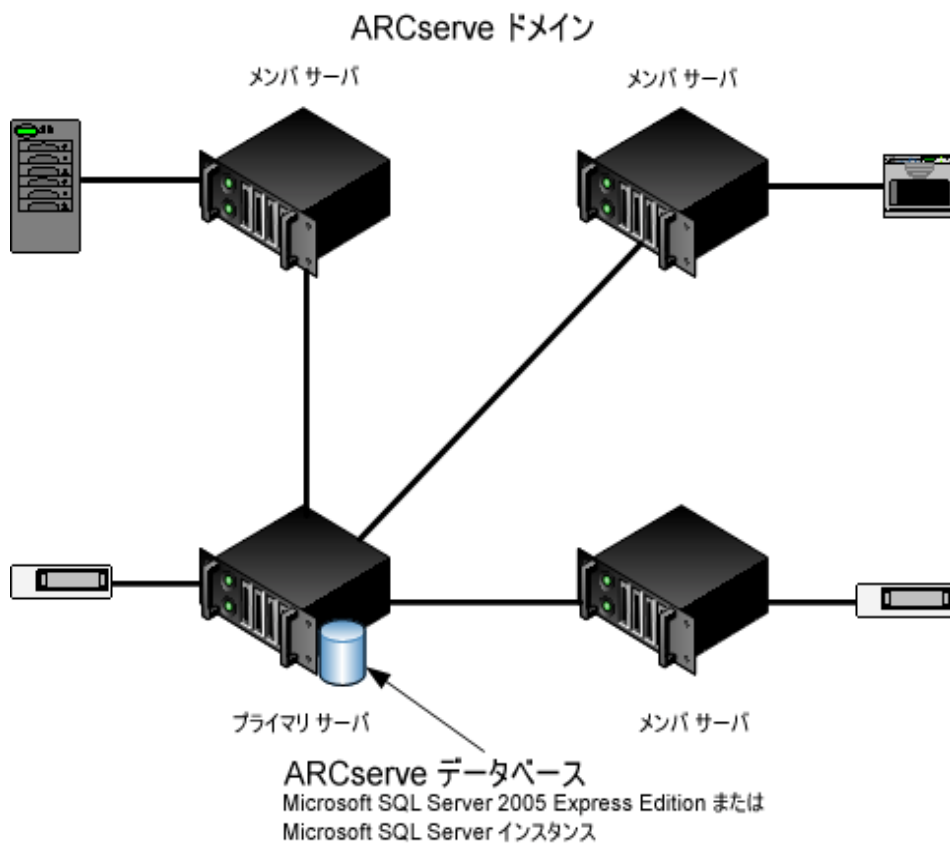 ARCserve ドメイン
メンバ サーバ
メンバ サーバ
プライマリ サーバ
メンバ サーバ
ARCserve データベース
Microsoft SQL Server 2005 Express Edition または
Microsoft SQL Server インスタンス